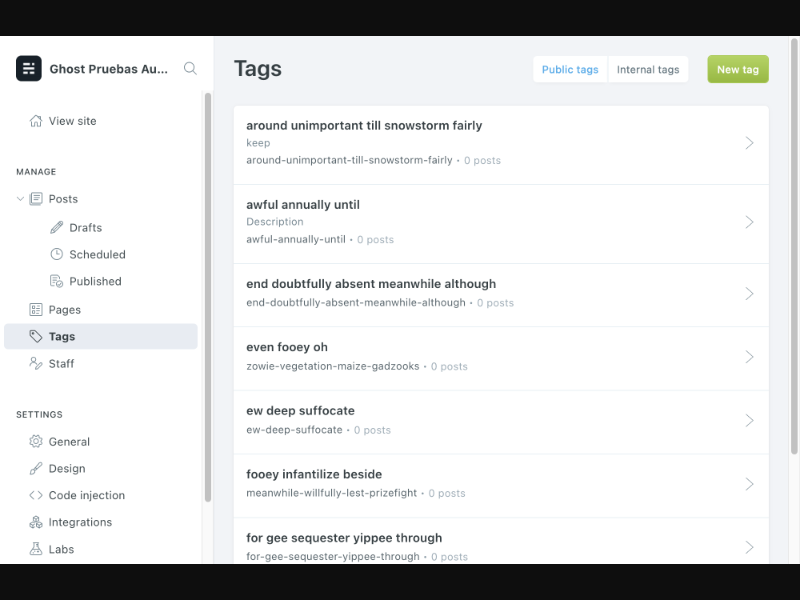 Ghost Pruebas Au...
View site
MANAGE
Posts
Drafts
Scheduled
Published
Pages
Tags
Staff
SETTINGS
General
Design
Code injection
Integrations
Labs
Tags
Public tags
Internal tags
New tag
around unimportant till snowstorm fairly
keep
around-unimportant-till-snowstorm-fairly • 0 posts
awful annually until
Description
awful-annually-until • 0 posts
end doubtfully absent meanwhile although
end-doubtfully-absent-meanwhile-although • 0 posts
even fooey oh
zowie-vegetation-maize-gadzooks • 0 posts
ew deep suffocate
ew-deep-suffocate • 0 posts
fooey infantilize beside
meanwhile-willfully-lest-prizefight • 0 posts
for gee sequester yippee through
for-gee-sequester-yippee-through • 0 posts